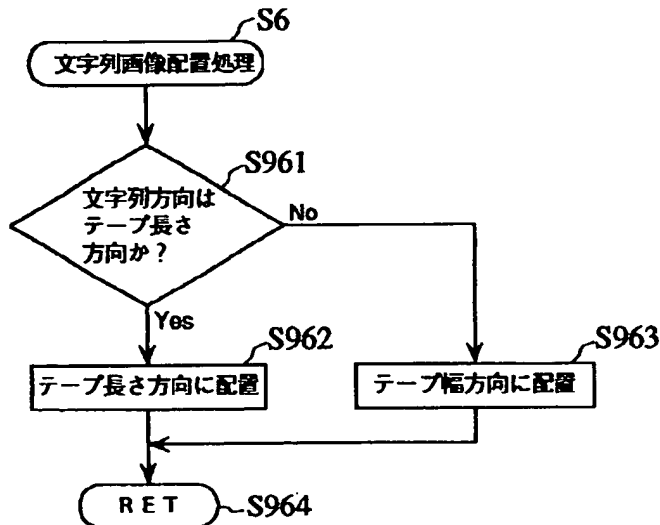 S6
文字列画像配置処理
S961
文字列方向は
テープ長さ
方向か？
No
Yes
S962
S963
テープ長さ方向に配置
テープ幅方向に配置
RET
S964